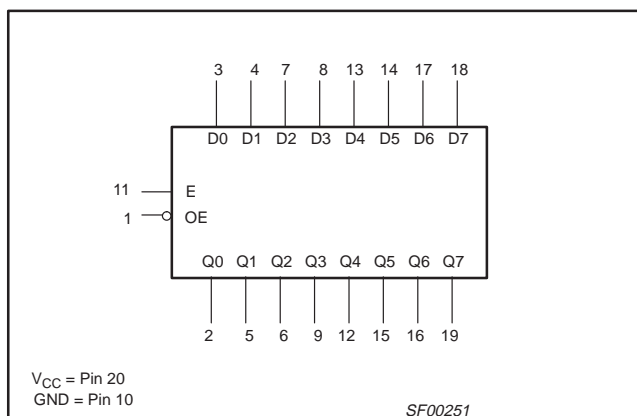 3 4 7 8 13 14 17 18
D0 D1 D2 D3 D4 D5 D6 D7
11 E
1 OE
Q0 Q1 Q2 Q3 Q4 Q5 Q6 Q7
2 5 6 9 12 15 16 19
VCC = Pin 20
GND = Pin 10
SF00251